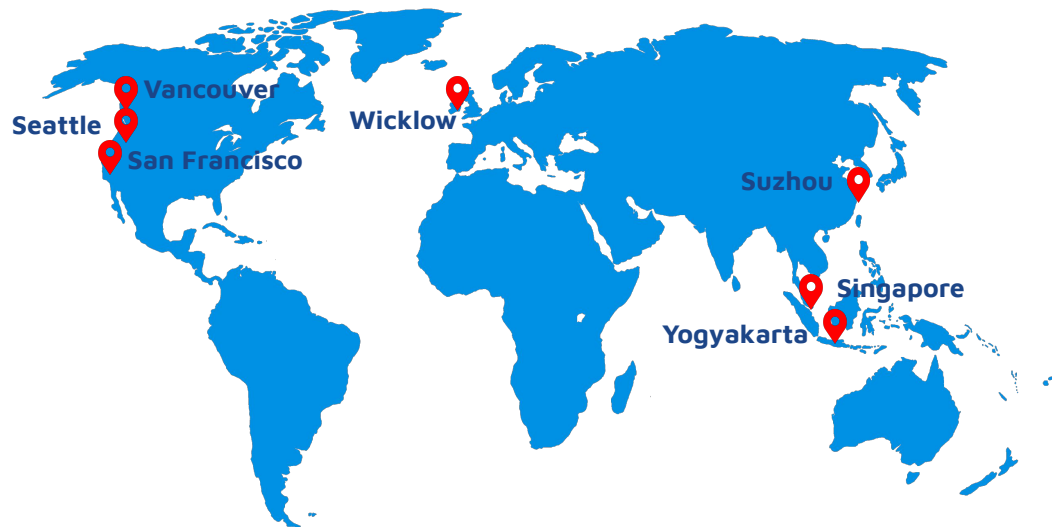 Vancouver
Seattle
Wicklow
San Francisco
Suzhou
Singapore
Yogyakarta